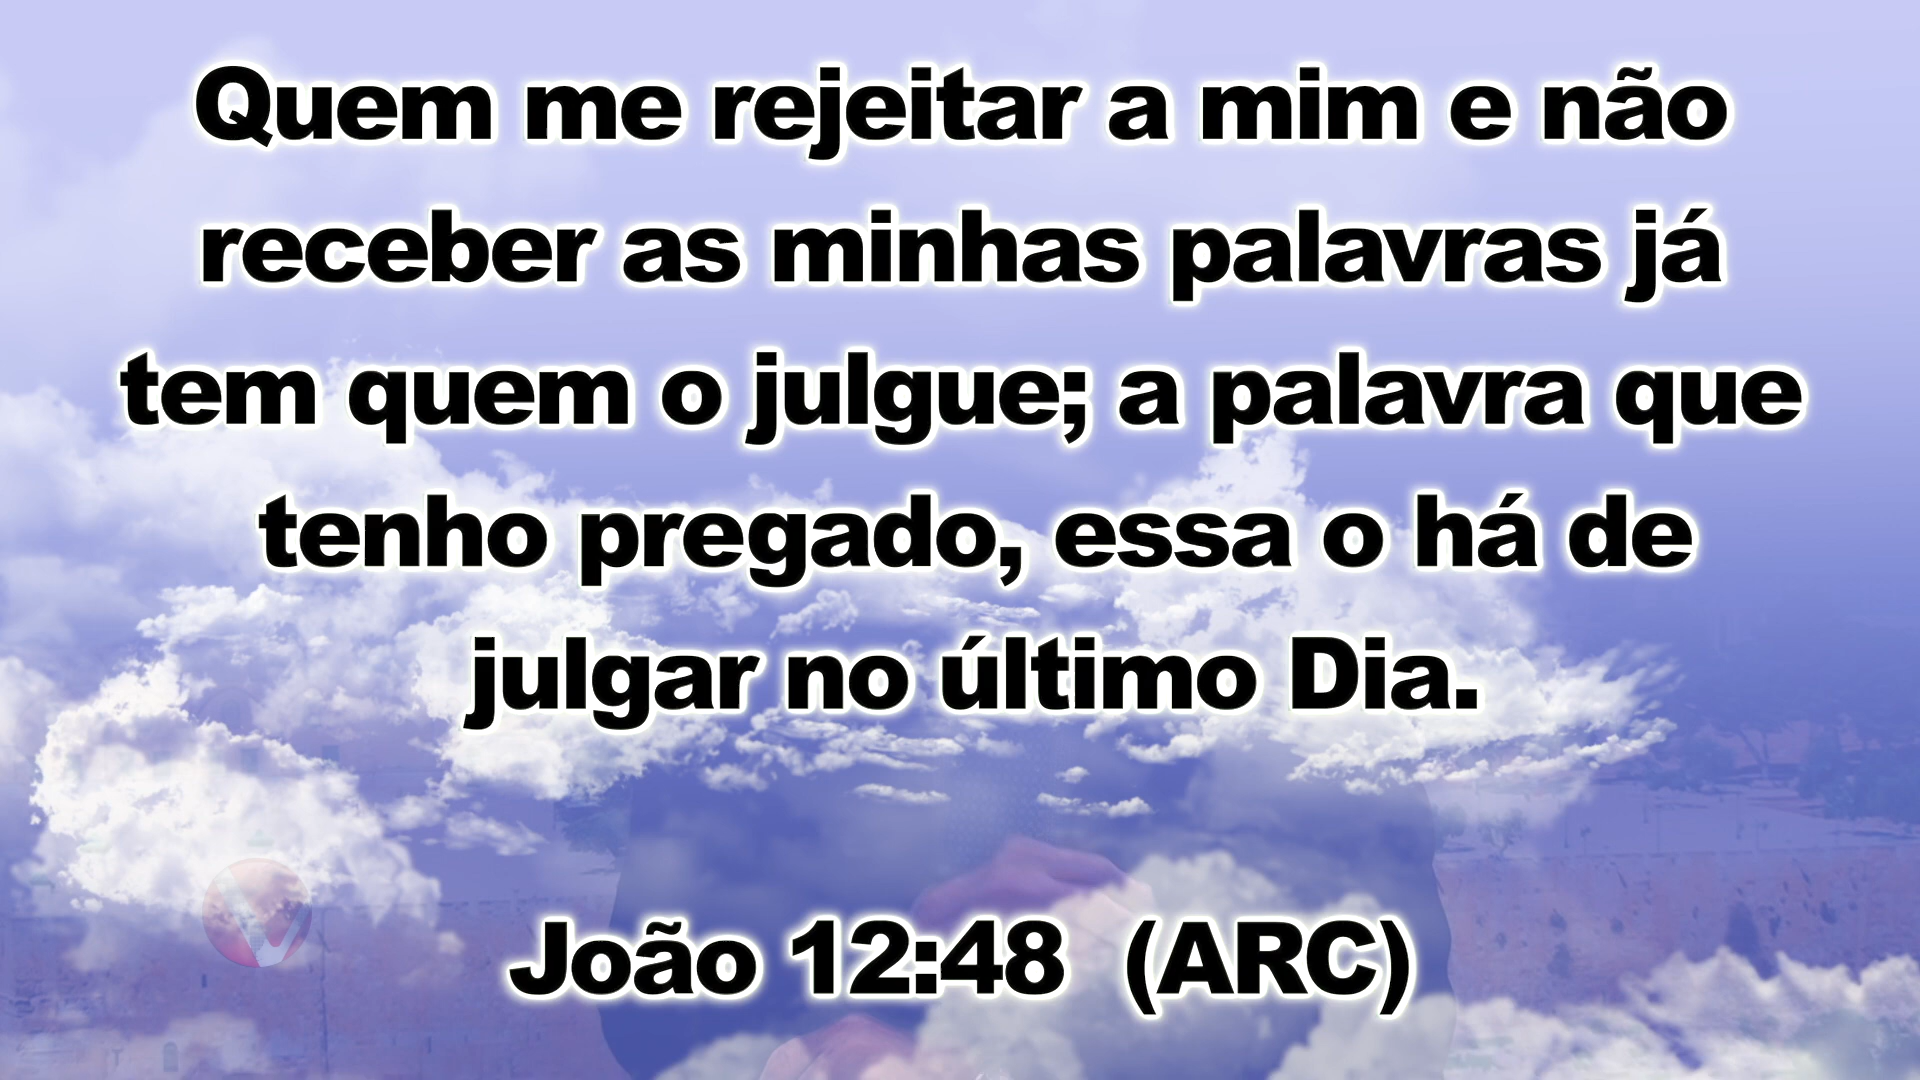 Quem me rejeitar a mim e não
receber as minhas palavras já
tem quem o julgue; a palavra que
tenho pregado, essa o há de
julgar no último Dia.
João 12:48 (ARC)